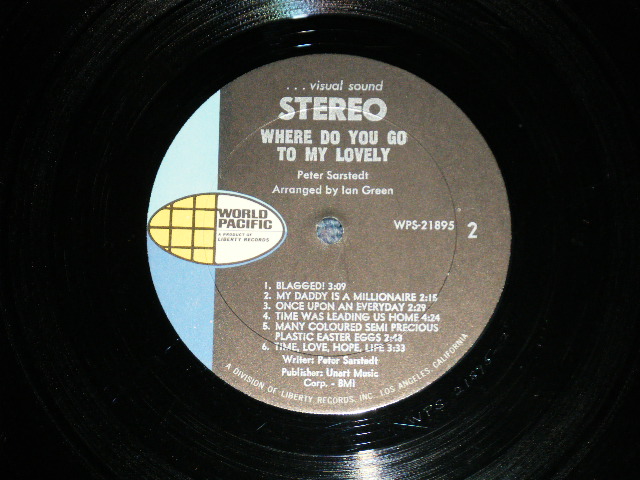 . . . visual sound
STEREO
WHERE DO YOU GO
TO MY LOVELY
Peter Sarstedt
Arranged by Ian Green
WPS-21895 2
WORLD
PACIFIC
A PRODUCT OF
LIBERTY RECORDS
1. BLAGGED! 3:09
2. MY DADDY IS A MILLIONAIRE 2:15
3. ONCE UPON AN EVERYDAY 2:29
4. TIME WAS LEADING US HOME 4:24
5. MANY COLOURED SEMI PRECIOUS
PLASTIC EASTER EGGS 2:48
6. TIME, LOVE, HOPE, LIFE 3:33
Writer: Peter Sarstedt
Publisher: Unart Music
Corp. - BMI
A DIVISION OF LIBERTY RECORDS, INC., LOS ANGELES, CALIFORNIA